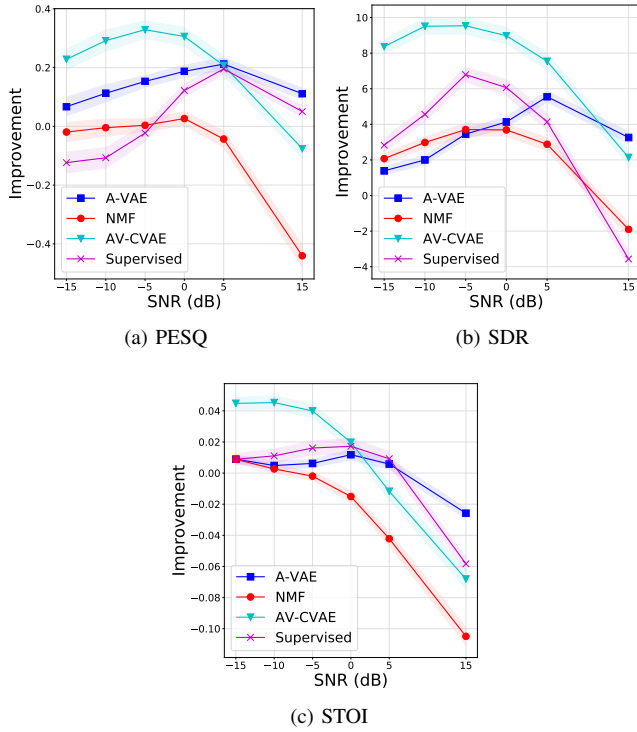 0.4
0.2
0.0
−0.2
−0.4
Improvement
A-VAE
NMF
AV-CVAE
Supervised
−15 −10 −5 0 5 15
SNR (dB)
(a) PESQ
10
8
6
4
2
0
−2
−4
Improvement
A-VAE
NMF
AV-CVAE
Supervised
−15 −10 −5 0 5 15
SNR (dB)
(b) SDR
0.04
0.02
0.00
−0.02
−0.04
−0.06
−0.08
−0.10
Improvement
A-VAE
NMF
AV-CVAE
Supervised
−15 −10 −5 0 5 15
SNR (dB)
(c) STOI